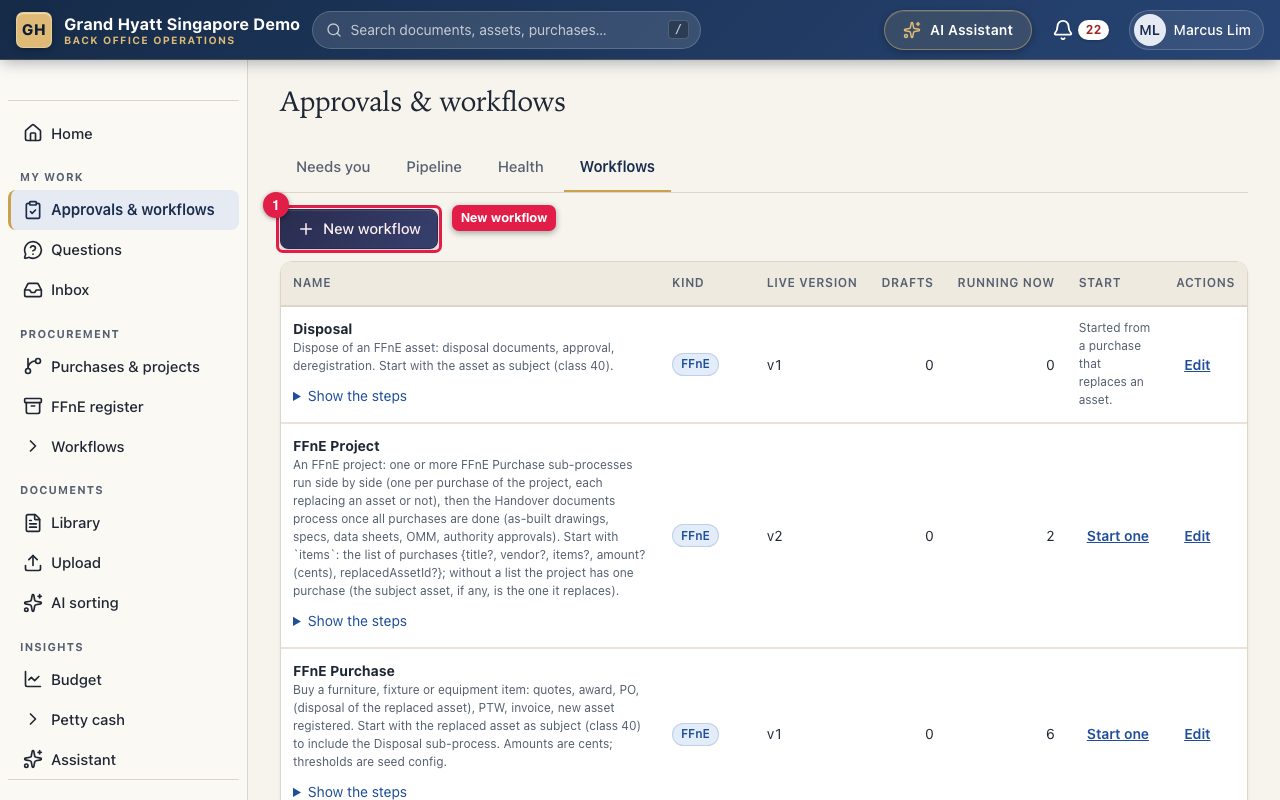 GH
Grand Hyatt Singapore Demo
BACK OFFICE OPERATIONS
Search documents, assets, purchases...
/
AI Assistant
22
ML
Marcus Lim
Home
MY WORK
Approvals & workflows
Questions
Inbox
PROCUREMENT
Purchases & projects
FFnE register
Workflows
DOCUMENTS
Library
Upload
AI sorting
INSIGHTS
Budget
Petty cash
Assistant
Approvals & workflows
Needs you
Pipeline
Health
Workflows
1
+ New workflow
New workflow
NAME
KIND
LIVE VERSION
DRAFTS
RUNNING NOW
START
ACTIONS
Disposal
Dispose of an FFnE asset: disposal documents, approval,
deregistration. Start with the asset as subject (class 40).
Show the steps
FFnE
v1
0
0
Started from
a purchase
that
replaces an
asset.
Edit
FFnE Project
An FFnE project: one or more FFnE Purchase sub-processes
run side by side (one per purchase of the project, each
replacing an asset or not), then the Handover documents
process once all purchases are done (as-built drawings,
specs, data sheets, OMM, authority approvals). Start with
`items`: the list of purchases {title?, vendor?, items?, amount?
(cents), replacedAssetId?}; without a list the project has one
purchase (the subject asset, if any, is the one it replaces).
Show the steps
FFnE
v2
0
2
Start one
Edit
FFnE Purchase
Buy a furniture, fixture or equipment item: quotes, award, PO,
(disposal of the replaced asset), PTW, invoice, new asset
registered. Start with the replaced asset as subject (class 40)
to include the Disposal sub-process. Amounts are cents;
thresholds are seed config.
Show the steps
FFnE
v1
0
6
Start one
Edit